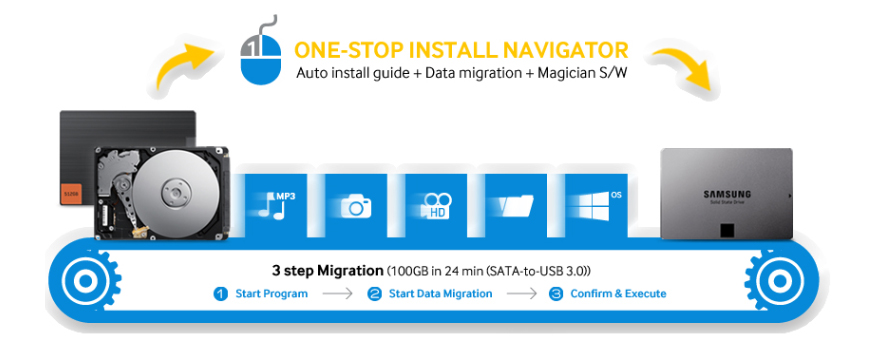 1
ONE-STOP INSTALL NAVIGATOR
Auto install guide + Data migration + Magician S/W
MP3
HD
OS
SAMSUNG
Solid State Drive
3 step Migration (100GB in 24 min (SATA-to-USB 3.0))
1 Start Program → 2 Start Data Migration → 3 Confirm & Execute